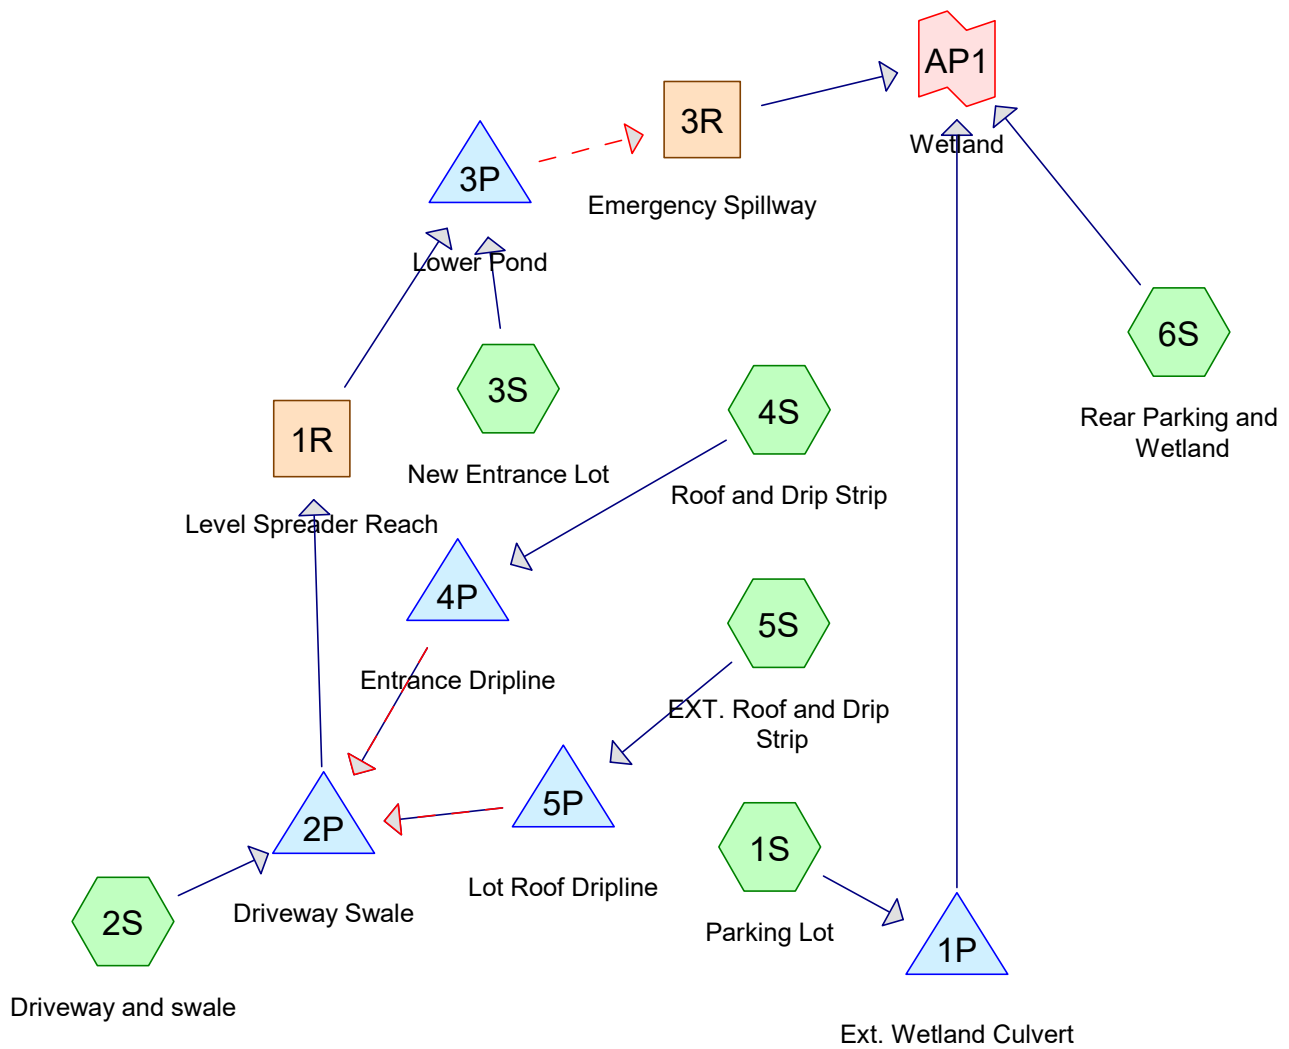 AP1
Wetland
3R
Emergency Spillway
3P
Lower Pond
6S
Rear Parking and
Wetland
3S
New Entrance Lot
4S
Roof and Drip Strip
1R
Level Spreader Reach
4P
Entrance Dripline
5S
EXT. Roof and Drip
Strip
5P
Lot Roof Dripline
2P
Driveway Swale
1S
Parking Lot
2S
Driveway and swale
1P
Ext. Wetland Culvert